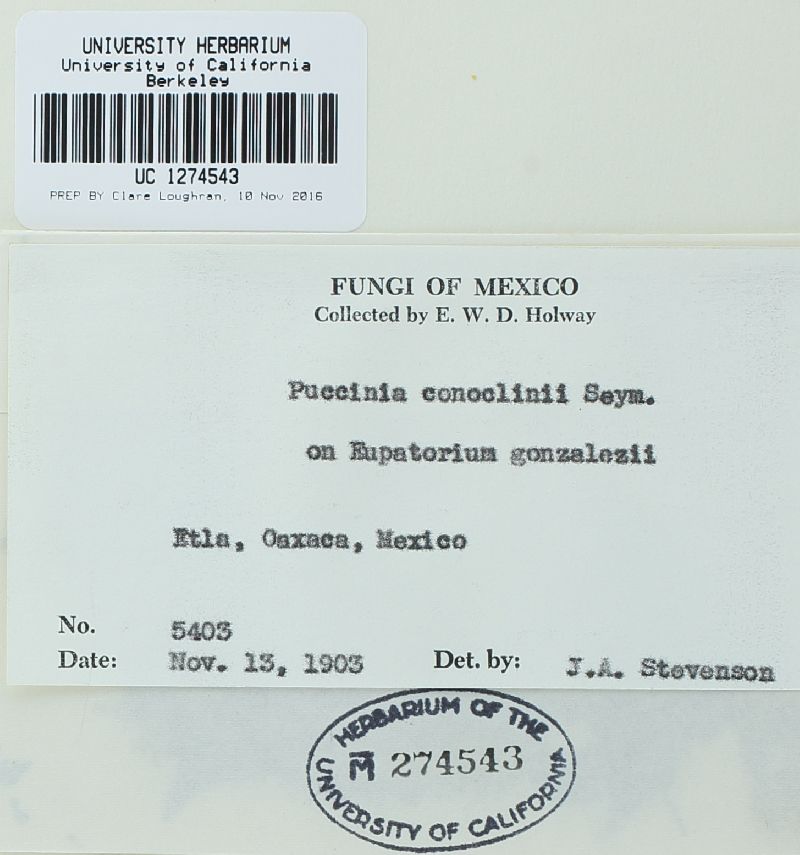 UNIVERSITY HERBARIUM
University of California
Berkeley
UC 1274543
PREP BY Clare Loughran, 10 Nov 2016
FUNGI OF MEXICO
Collected by E. W. D. Holway
Puccinia conoclinii Seym.
on Eupatorium gonzalezii
Etla, Oaxaca, Mexico
No. 5403
Date: Nov. 13, 1903 Det. by: J.A. Stevenson
HERBARIUM OF THE
M̅ 274543
UNIVERSITY OF CALIFORNIA